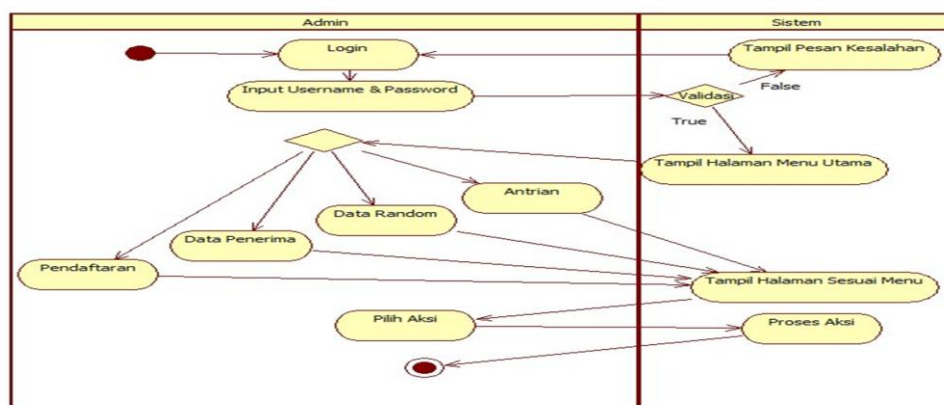 Admin
Sistem
Login
Tampil Pesan Kesalahan
Input Username & Password
Validasi
False
True
Tampil Halaman Menu Utama
Antrian
Data Random
Data Penerima
Pendaftaran
Tampil Halaman Sesuai Menu
Pilih Aksi
Proses Aksi